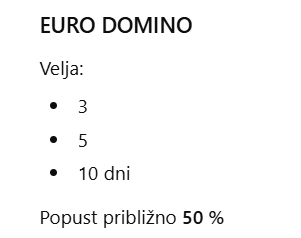 EURO DOMINO
Velja:
• 3
• 5
• 10 dni
Popust približno 50 %